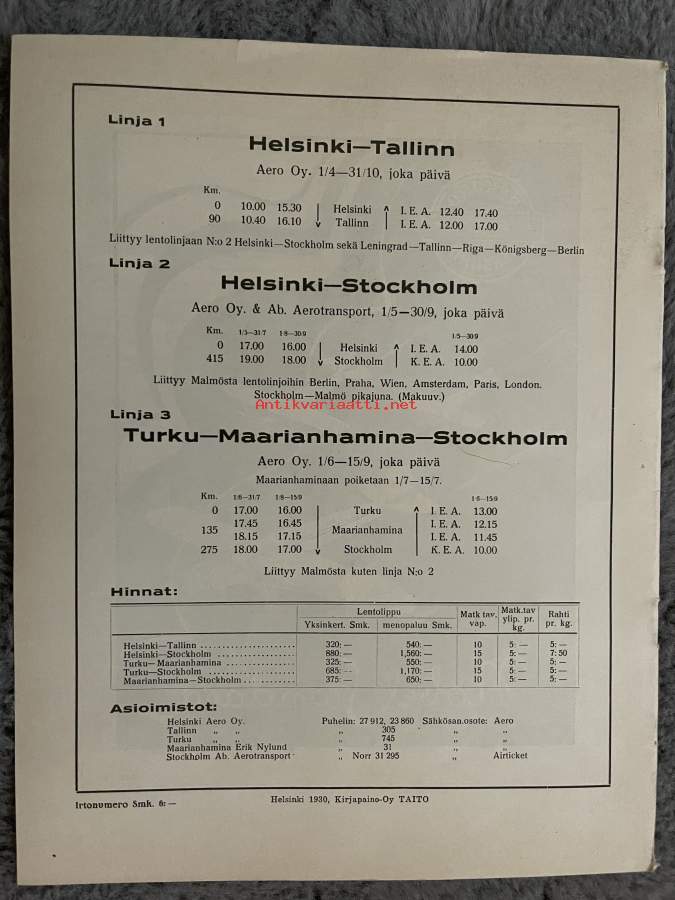 Linja 1
Helsinki—Tallinn
Aero Oy. 1/4—31/10, joka päivä
Km.
0 10.00 15.30 Helsinki I. E. A. 12.40 17.40
90 10.40 16.10 Tallinn I. E. A. 12.00 17.00
Liittyy lentolinjaan N:o 2 Helsinki—Stockholm sekä Leningrad—Tallinn—Riga—Königsberg—Berlin
Linja 2
Helsinki—Stockholm
Aero Oy. & Ab. Aerotransport, 1/5—30/9, joka päivä
Km. 1/5—31/7 1/8—30/9 1/5—30/9
0 17.00 16.00 Helsinki I. E. A. 14.00
415 19.00 18.00 Stockholm K. E. A. 10.00
Liittyy Malmösta lentolinjoihin Berlin, Praha, Wien, Amsterdam, Paris, London.
Stockholm—Malmö pikajuna. (Makuuv.)
Antikvariaatti.net
Linja 3
Turku—Maarianhamina—Stockholm
Aero Oy. 1/6—15/9, joka päivä
Maarianhaminaan poiketaan 1/7—15/7.
Km. 1/6—31/7 1/8—15/9 1/6—15/9
0 17.00 16.00 Turku I. E. A. 13.00
17.45 16.45 I. E. A. 12.15
135 Maarianhamina
18.15 17.15 I. E. A. 11.45
275 18.00 17.00 Stockholm K. E. A. 10.00
Liittyy Malmösta kuten linja N:o 2
Hinnat:
Lentolippu Matk tav. vap. Matk.tav ylip. pr. kg. Rahti pr. kg.
Yksinkert. Smk. menopaluu Smk.
Helsinki—Tallinn 320: — 540: — 10 5: — 5: —
Helsinki—Stockholm 880: — 1,560: — 15 5: — 7: 50
Turku—Maarianhamina 325: — 550: — 10 5: — 5: —
Turku—Stockholm 685: — 1,170: — 15 5: — 5: —
Maarianhamina—Stockholm 375: — 650: — 10 5: — 5: —
Asioimistot:
Helsinki Aero Oy. Puhelin: 27 912, 23 860 Sähkösan.osote: Aero
Tallinn „ „ „ 305 „ „
Turku „ „ „ 745 „ „
Maarianhamina Erik Nylund „ 31 „ „
Stockholm Ab. Aerotransport „ Norr 31 295 „ Airticket
Irtonumero Smk. 6: —
Helsinki 1930, Kirjapaino-Oy TAITO